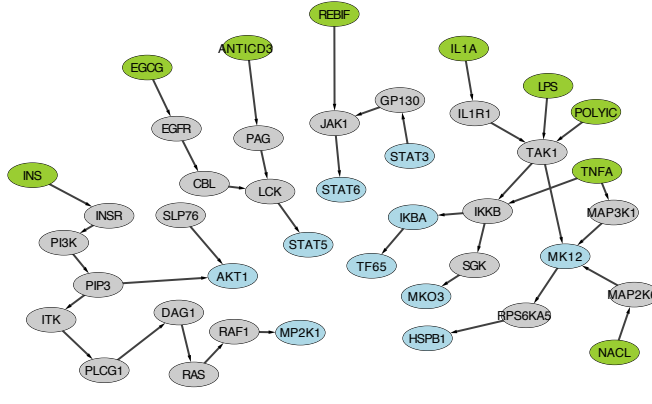 REBIF
ANTICD3
IL1A
EGCG
LPS
GP130
IL1R1
POLYIC
EGFR
JAK1
PAG
TAK1
STAT3
INS
CBL
LCK
STAT6
TNFA
INSR
SLP76
IKBA
IKKB
MAP3K1
PI3K
STAT5
TF65
SGK
MK12
PIP3
AKT1
MKO3
MAP2K6
ITK
DAG1
RPS6KA5
RAF1
MP2K1
HSPB1
NACL
PLCG1
RAS